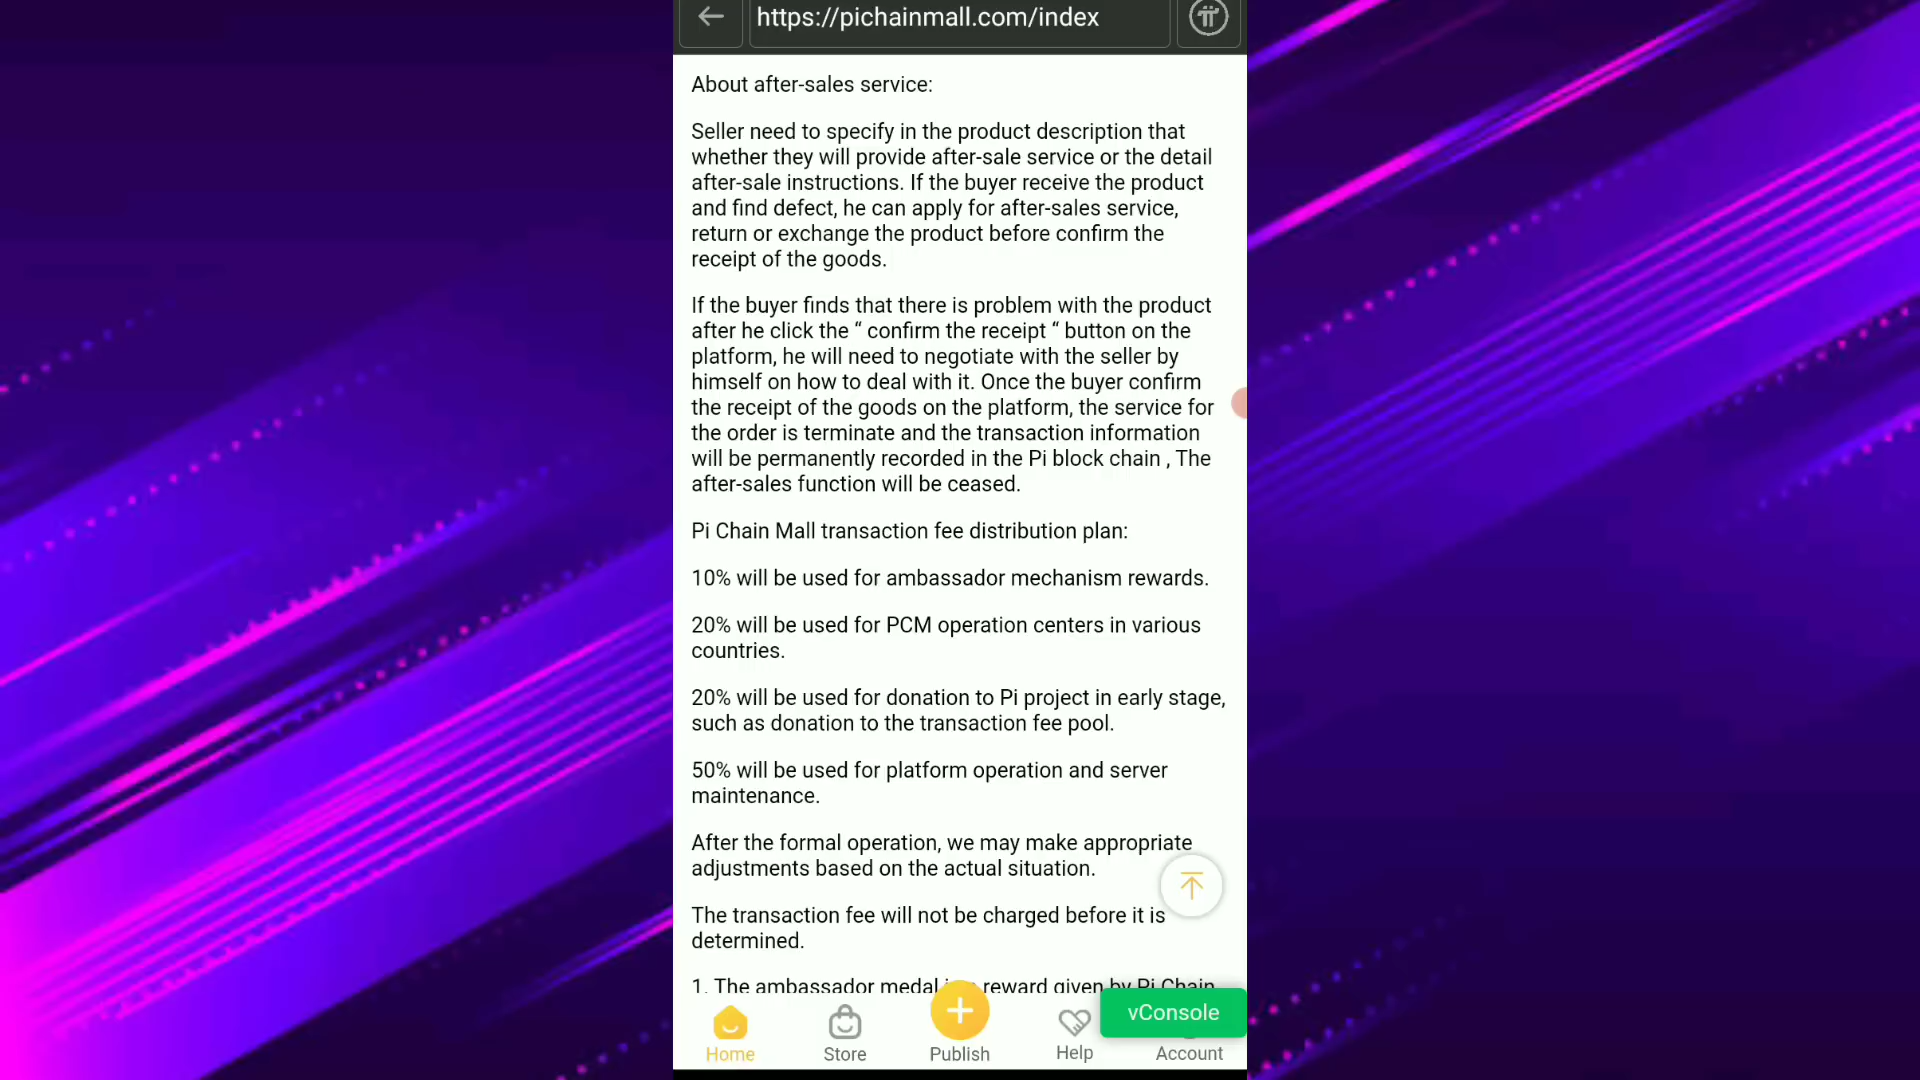 https://pichainmall.com/index
About after-sales service:
Seller need to specify in the product description that
whether they will provide after-sale service or the detail
after-sale instructions. If the buyer receive the product
and find defect, he can apply for after-sales service,
return or exchange the product before confirm the
receipt of the goods.
If the buyer finds that there is problem with the product
after he click the “ confirm the receipt “ button on the
platform, he will need to negotiate with the seller by
himself on how to deal with it. Once the buyer confirm
the receipt of the goods on the platform, the service for
the order is terminate and the transaction information
will be permanently recorded in the Pi block chain , The
after-sales function will be ceased.
Pi Chain Mall transaction fee distribution plan:
10% will be used for ambassador mechanism rewards.
20% will be used for PCM operation centers in various
countries.
20% will be used for donation to Pi project in early stage,
such as donation to the transaction fee pool.
50% will be used for platform operation and server
maintenance.
After the formal operation, we may make appropriate
adjustments based on the actual situation.
The transaction fee will not be charged before it is
determined.
1. The ambassador medal reward given by Pi Chain
vConsole
Home Store Publish Help Account